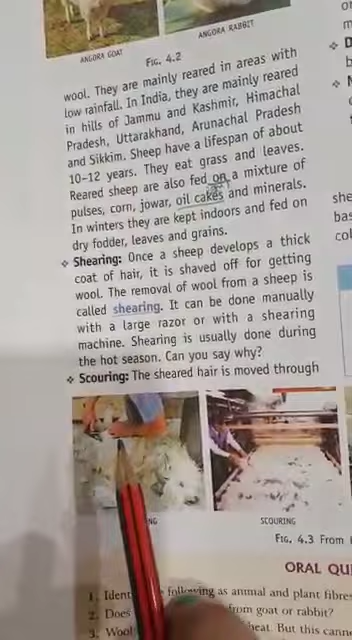 ANGORA GOAT
ANGORA RABBIT
FIG. 4.2
wool. They are mainly reared in areas with
low rainfall. In India, they are mainly reared
in hills of Jammu and Kashmir, Himachal
Pradesh, Uttarakhand, Arunachal Pradesh
and Sikkim. Sheep have a lifespan of about
10–12 years. They eat grass and leaves.
Reared sheep are also fed on a mixture of
pulses, corn, jowar, oil cakes and minerals.
In winters they are kept indoors and fed on
dry fodder, leaves and grains.
❖ Shearing: Once a sheep develops a thick
coat of hair, it is shaved off for getting
wool. The removal of wool from a sheep is
called shearing. It can be done manually
with a large razor or with a shearing
machine. Shearing is usually done during
the hot season. Can you say why?
❖ Scouring: The sheared hair is moved through
SCOURING
FIG. 4.3 From
ORAL
1. following as animal and plant fibres
2. Does from goat or rabbit?
3. Wool heat. But this